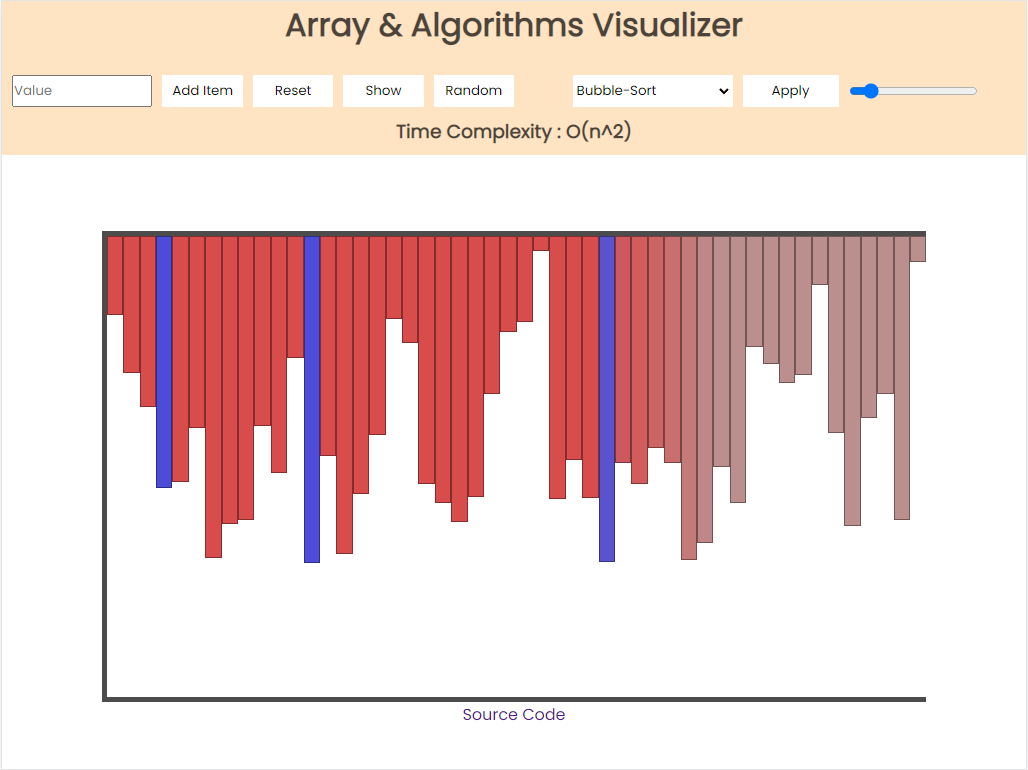 Array & Algorithms Visualizer
Value Add Item Reset Show Random Bubble-Sort Apply
Time Complexity : O(n^2)
Source Code